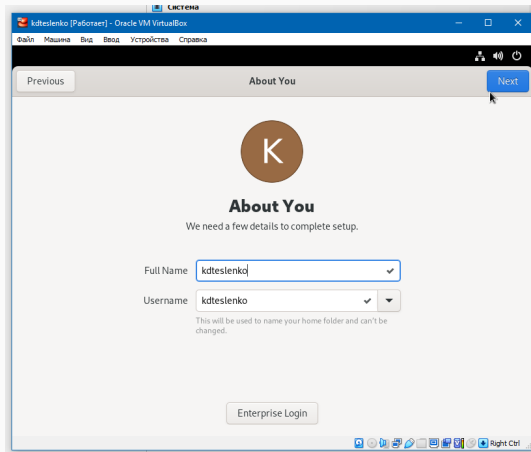 Система
kdteslenko [Работает] - Oracle VM VirtualBox
Файл Машина Вид Ввод Устройства Справка
Previous About You Next
K
About You
We need a few details to complete setup.
Full Name kdteslenko
Username kdteslenko
This will be used to name your home folder and can't be
changed.
Enterprise Login
Right Ctrl